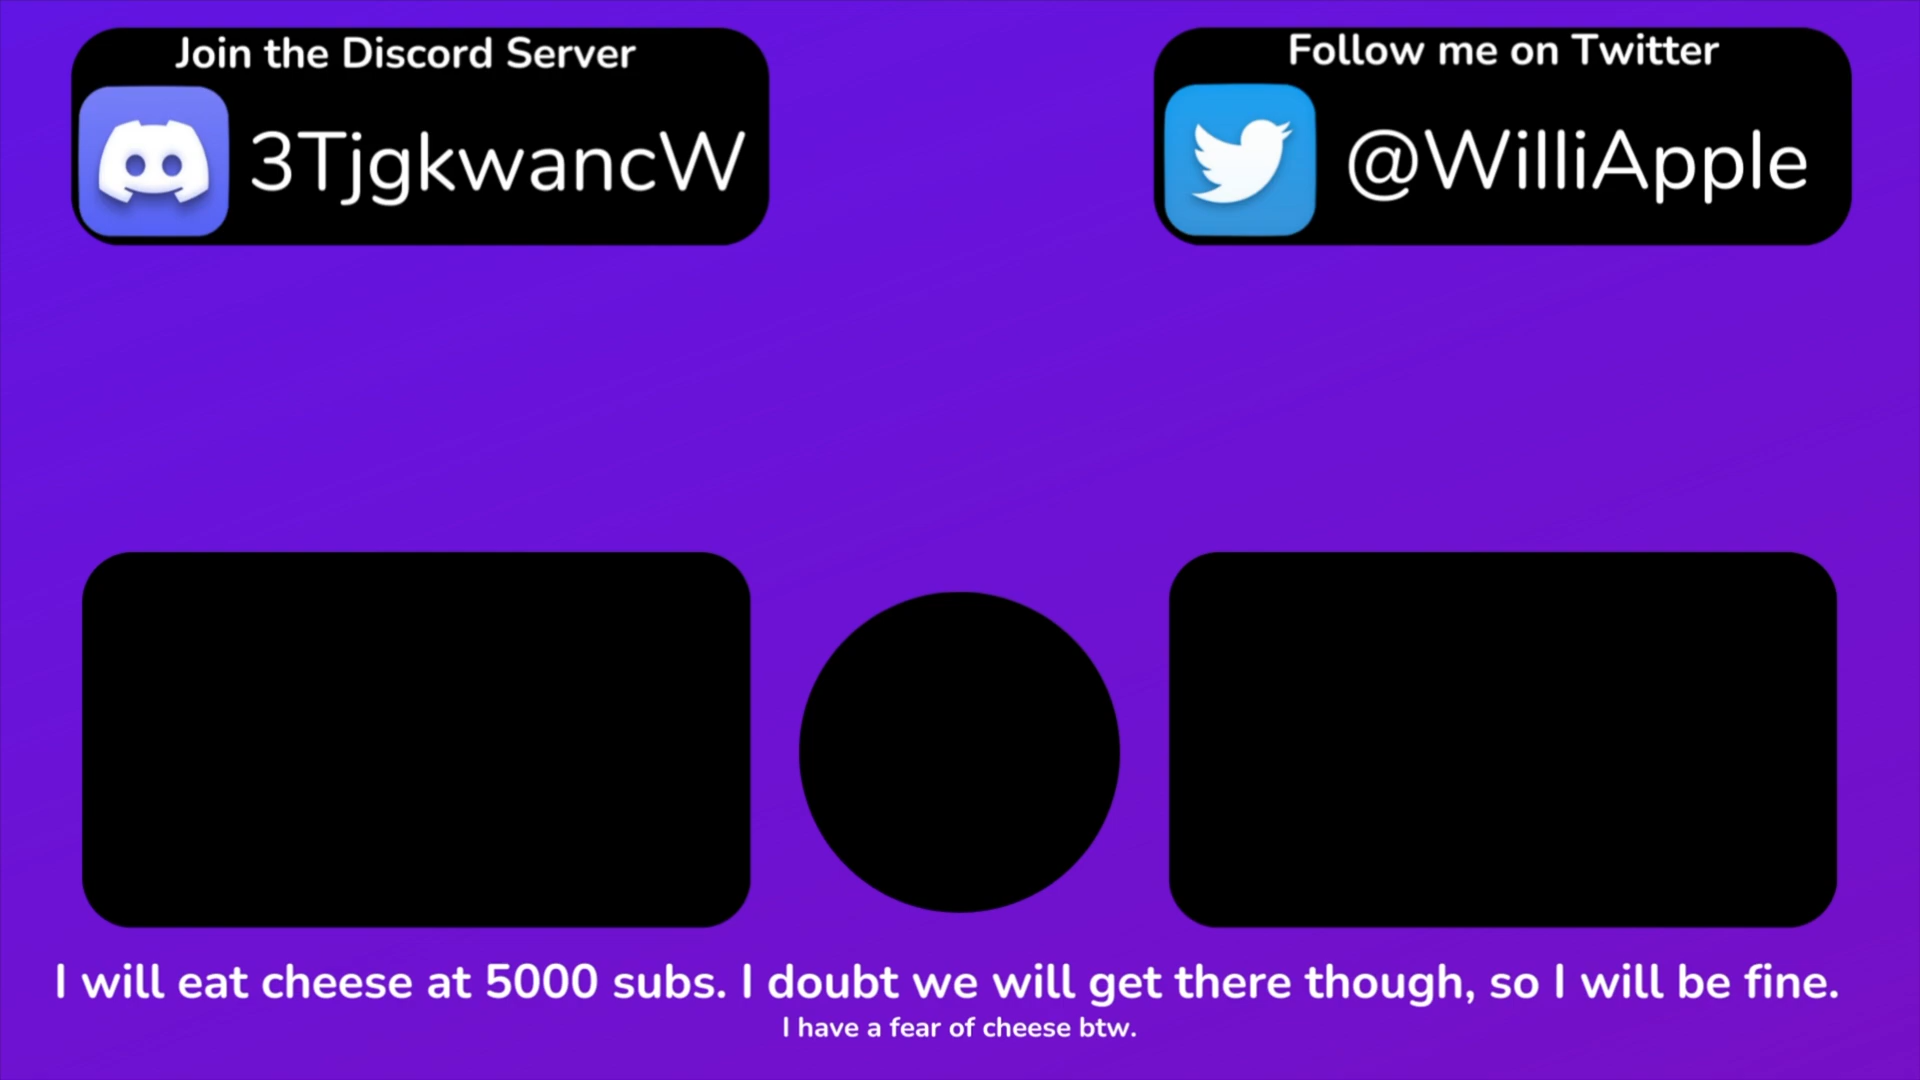 Join the Discord Server
3TjgkwancW
Follow me on Twitter
@WilliApple
I will eat cheese at 5000 subs. I doubt we will get there though, so I will be fine.
I have a fear of cheese btw.